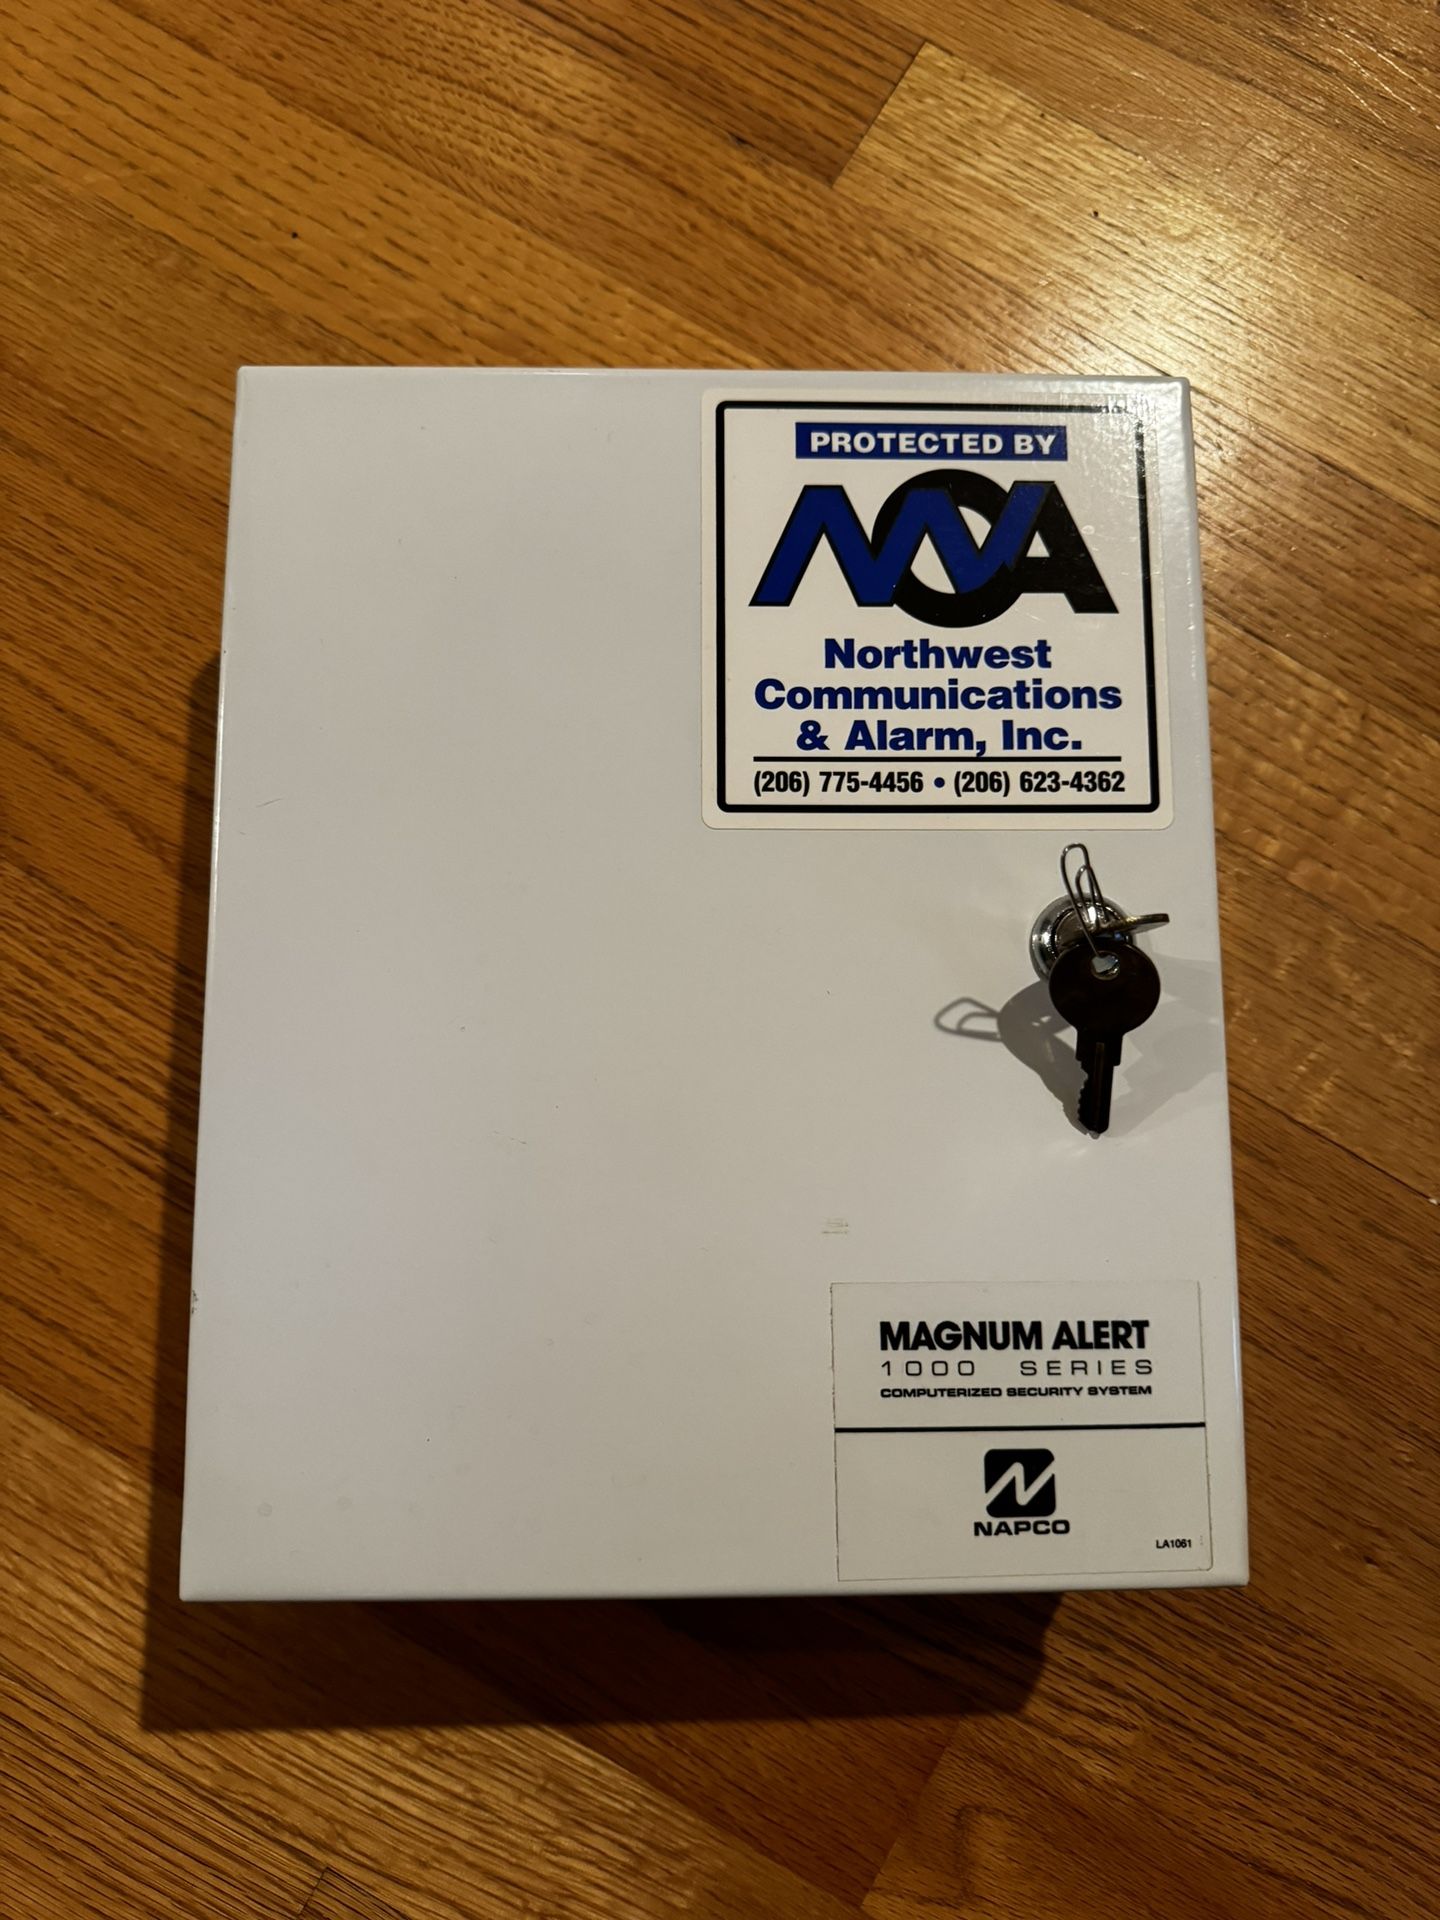 PROTECTED BY
NCA
Northwest
Communications
& Alarm, Inc.
(206) 775-4456 • (206) 623-4362
MAGNUM ALERT
1000 SERIES
COMPUTERIZED SECURITY SYSTEM
N
NAPCO
LA1061